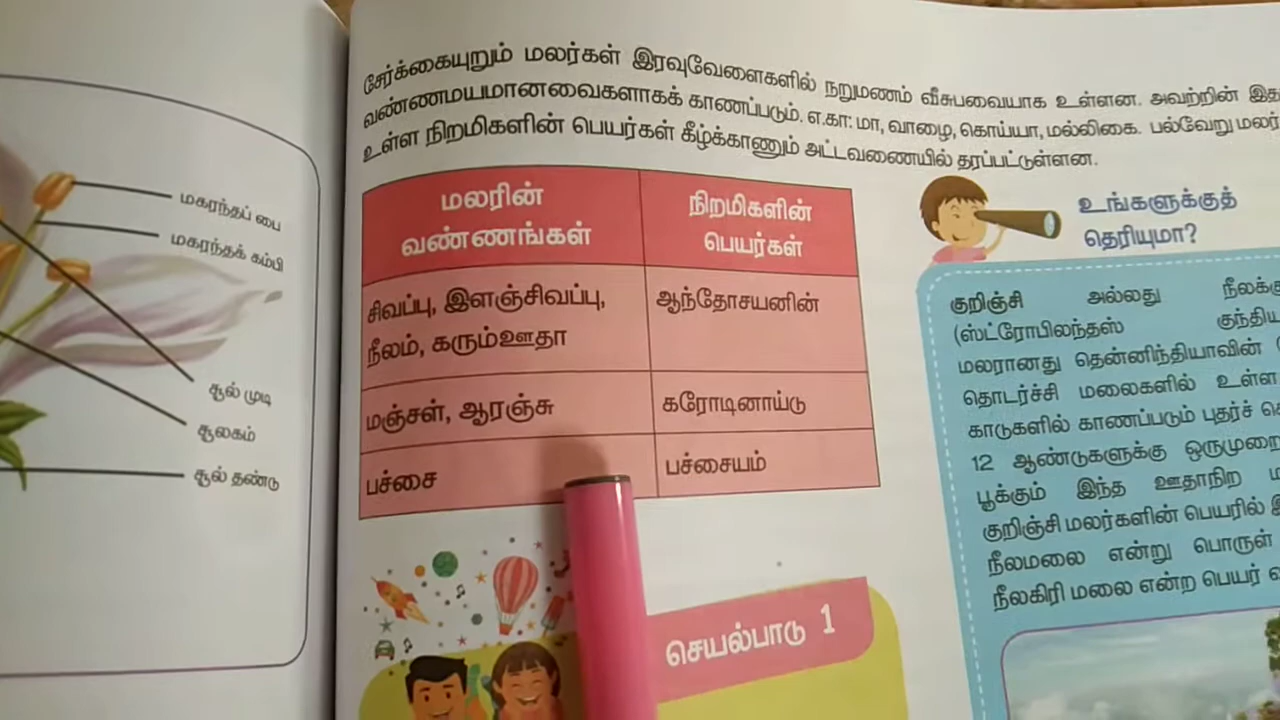 மகரந்தப் பை
மகரந்தக் கம்பி
சூல் முடி
சூலகம்
சூல் தண்டு
சேர்க்கையுறும் மலர்கள் இரவுவேளைகளில் நறுமணம் வீசுபவையாக உள்ளன. அவற்றின் இத
வண்ணமயமானவைகளாகக் காணப்படும். எ.கா: மா, வாழை, கொய்யா, மல்லிகை. பல்வேறு மலர்
உள்ள நிறமிகளின் பெயர்கள் கீழ்க்காணும் அட்டவணையில் தரப்பட்டுள்ளன.
மலரின்
வண்ணங்கள்
நிறமிகளின்
பெயர்கள்
சிவப்பு, இளஞ்சிவப்பு,
நீலம், கரும்ஊதா
ஆந்தோசயனின்
மஞ்சள், ஆரஞ்சு
கரோடினாய்டு
பச்சை
பச்சையம்
செயல்பாடு 1
உங்களுக்குத்
தெரியுமா?
குறிஞ்சி அல்லது நீலக்கு
(ஸ்ட்ரோபிலந்தஸ் குந்திய
மலரானது தென்னிந்தியாவின்
தொடர்ச்சி மலைகளில் உள்ள
காடுகளில் காணப்படும் புதர்ச் செ
12 ஆண்டுகளுக்கு ஒருமுறை
பூக்கும் இந்த ஊதாநிற ம
குறிஞ்சி மலர்களின் பெயரில் இ
நீலமலை என்று பொருள்
நீலகிரி மலை என்ற பெயர் வ